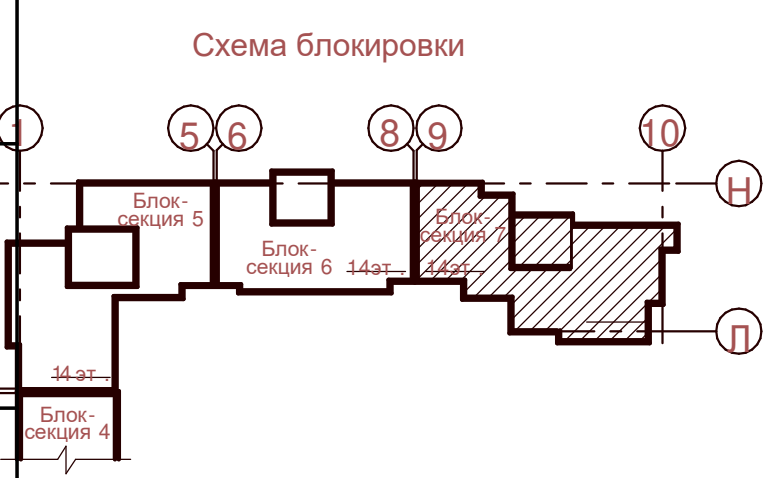 Схема блокировки
1
5 6
8 9
10
Н
Блок-
секция 5
Блок-
секция 6
14эт.
Блок-
секция 7
14эт.
Л
14 эт.
Блок-
секция 4